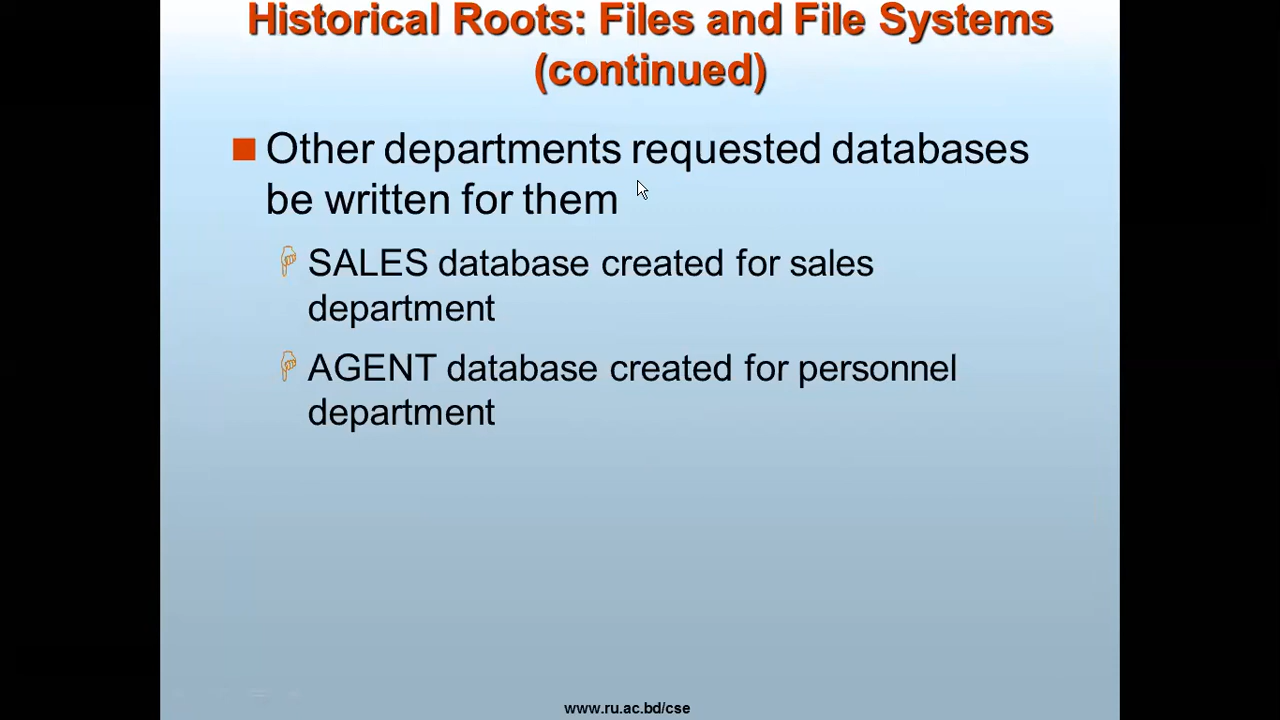 Historical Roots: Files and File Systems
(continued)
Other departments requested databases
be written for them
SALES database created for sales
department
AGENT database created for personnel
department
www.ru.ac.bd/cse